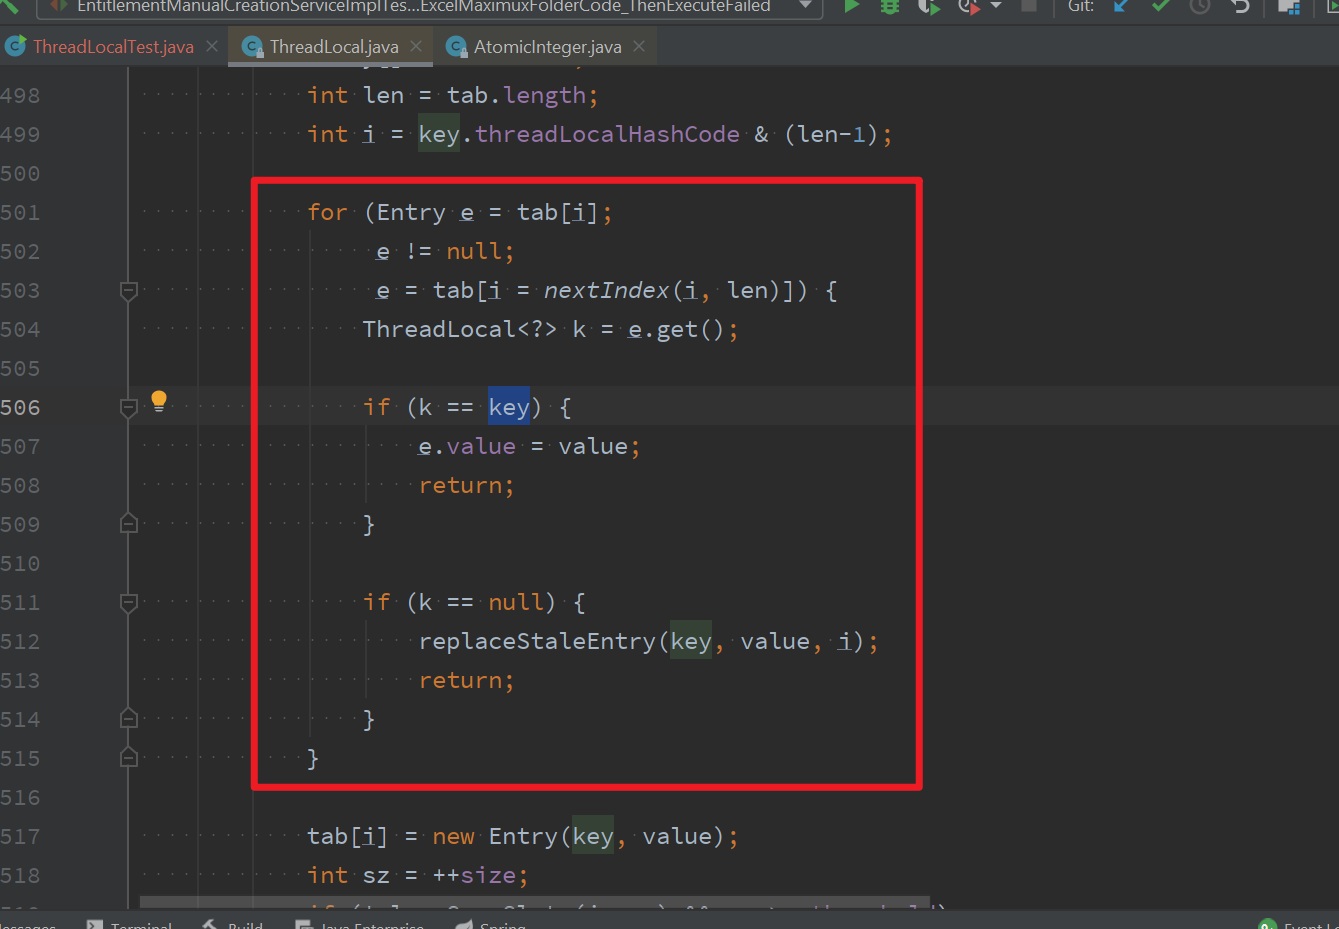 EntitlementManualCreationServiceImplTes...ExcelMaximuxFolderCode_ThenExecuteFailed Git:
ThreadLocalTest.java ThreadLocal.java AtomicInteger.java
498 int len = tab.length;
499 int i = key.threadLocalHashCode & (len-1);
500
501 for (Entry e = tab[i];
502 e != null;
503 e = tab[i = nextIndex(i, len)]) {
504 ThreadLocal<?> k = e.get();
505
506 if (k == key) {
507 e.value = value;
508 return;
509 }
510
511 if (k == null) {
512 replaceStaleEntry(key, value, i);
513 return;
514 }
515 }
516
517 tab[i] = new Entry(key, value);
518 int sz = ++size;
Terminal Build Java Enterprise Spring Event